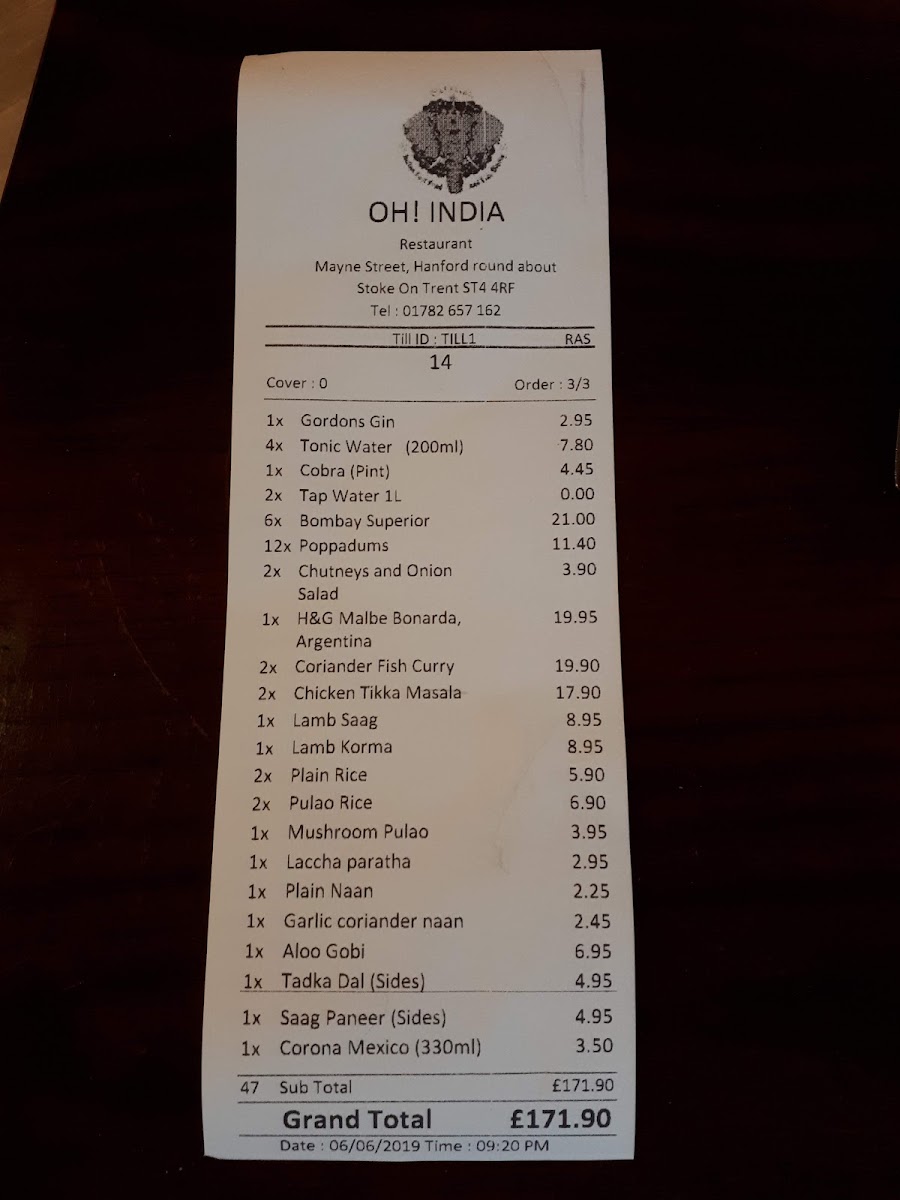 OH! INDIA
Restaurant
Mayne Street, Hanford round about
Stoke On Trent ST4 4RF
Tel : 01782 657 162
Till ID : TILL1 RAS
14
Cover : 0 Order : 3/3
1x Gordons Gin 2.95
4x Tonic Water (200ml) 7.80
1x Cobra (Pint) 4.45
2x Tap Water 1L 0.00
6x Bombay Superior 21.00
12x Poppadums 11.40
2x Chutneys and Onion 3.90
Salad
1x H&G Malbe Bonarda, 19.95
Argentina
2x Coriander Fish Curry 19.90
2x Chicken Tikka Masala 17.90
1x Lamb Saag 8.95
1x Lamb Korma 8.95
2x Plain Rice 5.90
2x Pulao Rice 6.90
1x Mushroom Pulao 3.95
1x Laccha paratha 2.95
1x Plain Naan 2.25
1x Garlic coriander naan 2.45
1x Aloo Gobi 6.95
1x Tadka Dal (Sides) 4.95
1x Saag Paneer (Sides) 4.95
1x Corona Mexico (330ml) 3.50
47 Sub Total £171.90
Grand Total £171.90
Date : 06/06/2019 Time : 09:20 PM